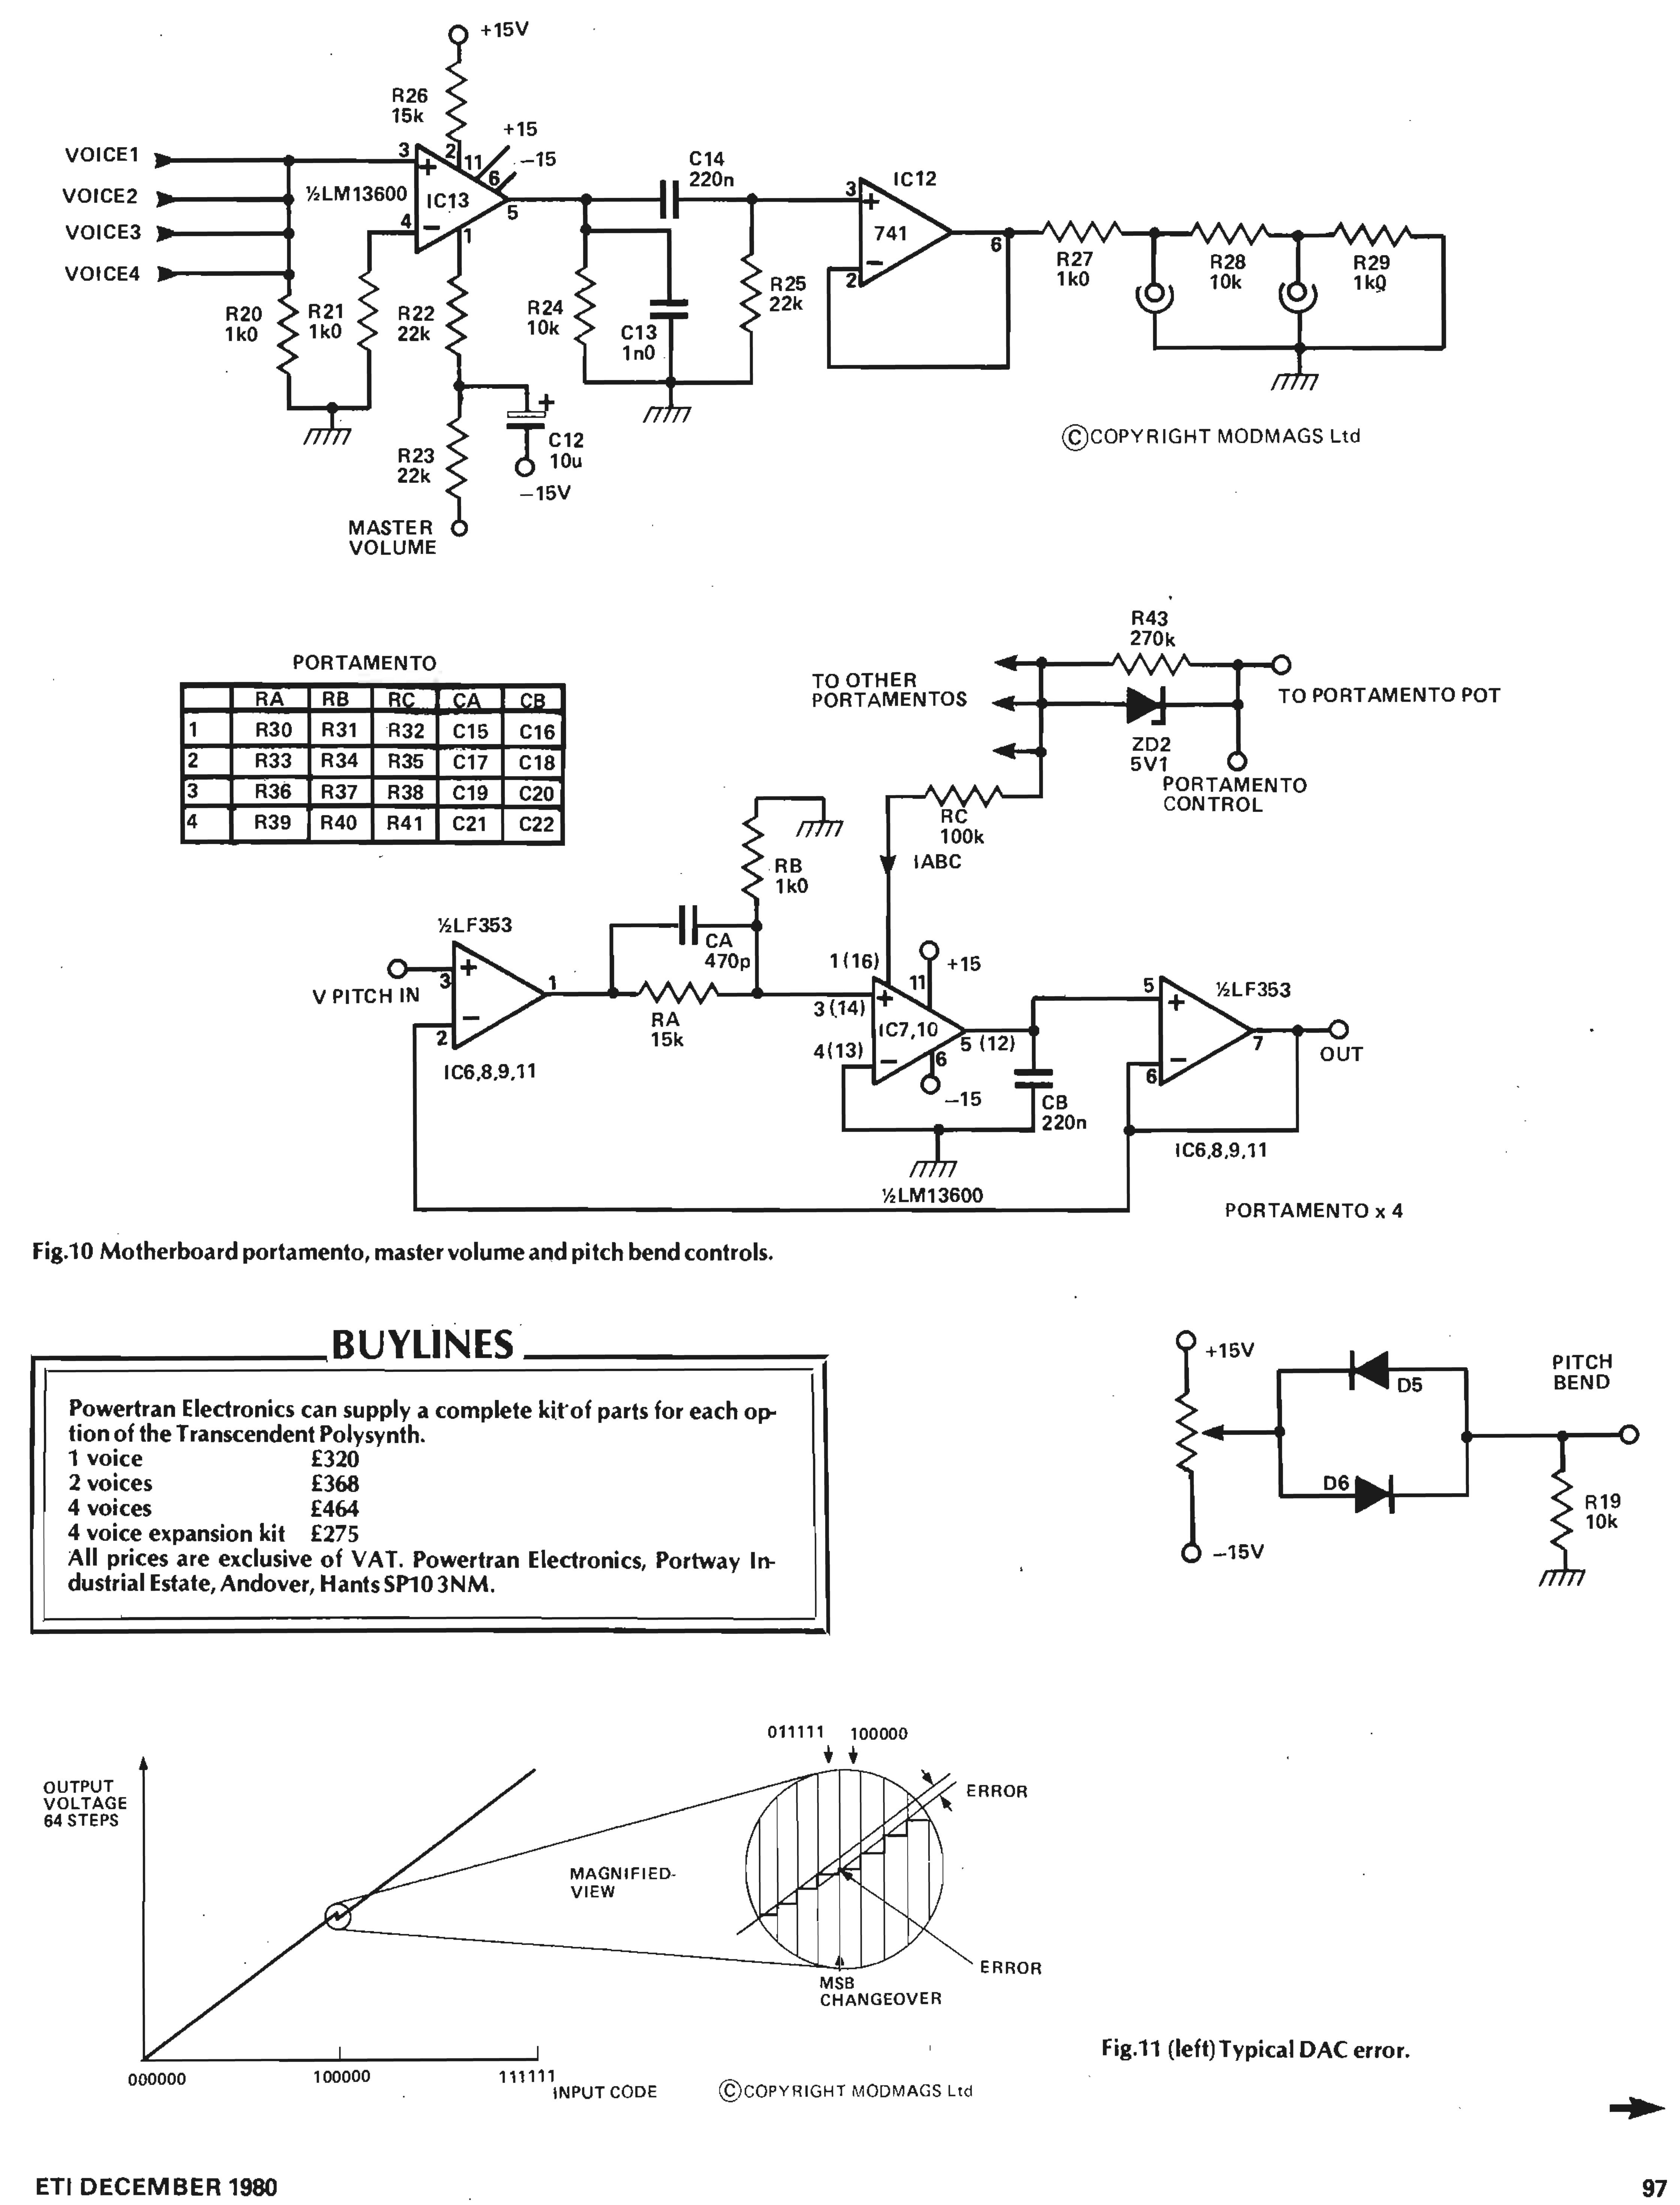 +15V
R26
15k
+15
-15
VOICE1
VOICE2
VOICE3
VOICE4
½LM13600
3
+
2
11
6
IC13
5
4
−
1
C14
220n
IC12
3
+
741
−
2
6
R27
1k0
R28
10k
R29
1k0
R20
1k0
R21
1k0
R22
22k
R24
10k
C13
1n0
R25
22k
R23
22k
+
C12
10u
−15V
MASTER
VOLUME
©COPYRIGHT MODMAGS Ltd
PORTAMENTO
RA RB RC CA CB
1 R30 R31 R32 C15 C16
2 R33 R34 R35 C17 C18
3 R36 R37 R38 C19 C20
4 R39 R40 R41 C21 C22
R43
270k
TO OTHER
PORTAMENTOS
TO PORTAMENTO POT
ZD2
5V1
PORTAMENTO
CONTROL
RC
100k
IABC
RB
1k0
½LF353
CA
470p
V PITCH IN
3
+
1
−
2
RA
15k
IC6,8,9,11
1(16)
11
+15
3(14)
+
IC7,10
4(13)
−
6
5 (12)
−15
CB
220n
5
+
½LF353
−
6
7
OUT
IC6,8,9,11
½LM13600
PORTAMENTO x 4
Fig.10 Motherboard portamento, master volume and pitch bend controls.
BUYLINES
Powertran Electronics can supply a complete kit of parts for each op-
tion of the Transcendent Polysynth.
1 voice £320
2 voices £368
4 voices £464
4 voice expansion kit £275
All prices are exclusive of VAT. Powertran Electronics, Portway In-
dustrial Estate, Andover, Hants SP10 3NM.
+15V
D5
PITCH
BEND
D6
R19
10k
−15V
011111 100000
OUTPUT
VOLTAGE
64 STEPS
ERROR
MAGNIFIED-
VIEW
ERROR
MSB
CHANGEOVER
000000
100000
111111
INPUT CODE
©COPYRIGHT MODMAGS Ltd
Fig.11 (left) Typical DAC error.
ETI DECEMBER 1980
97